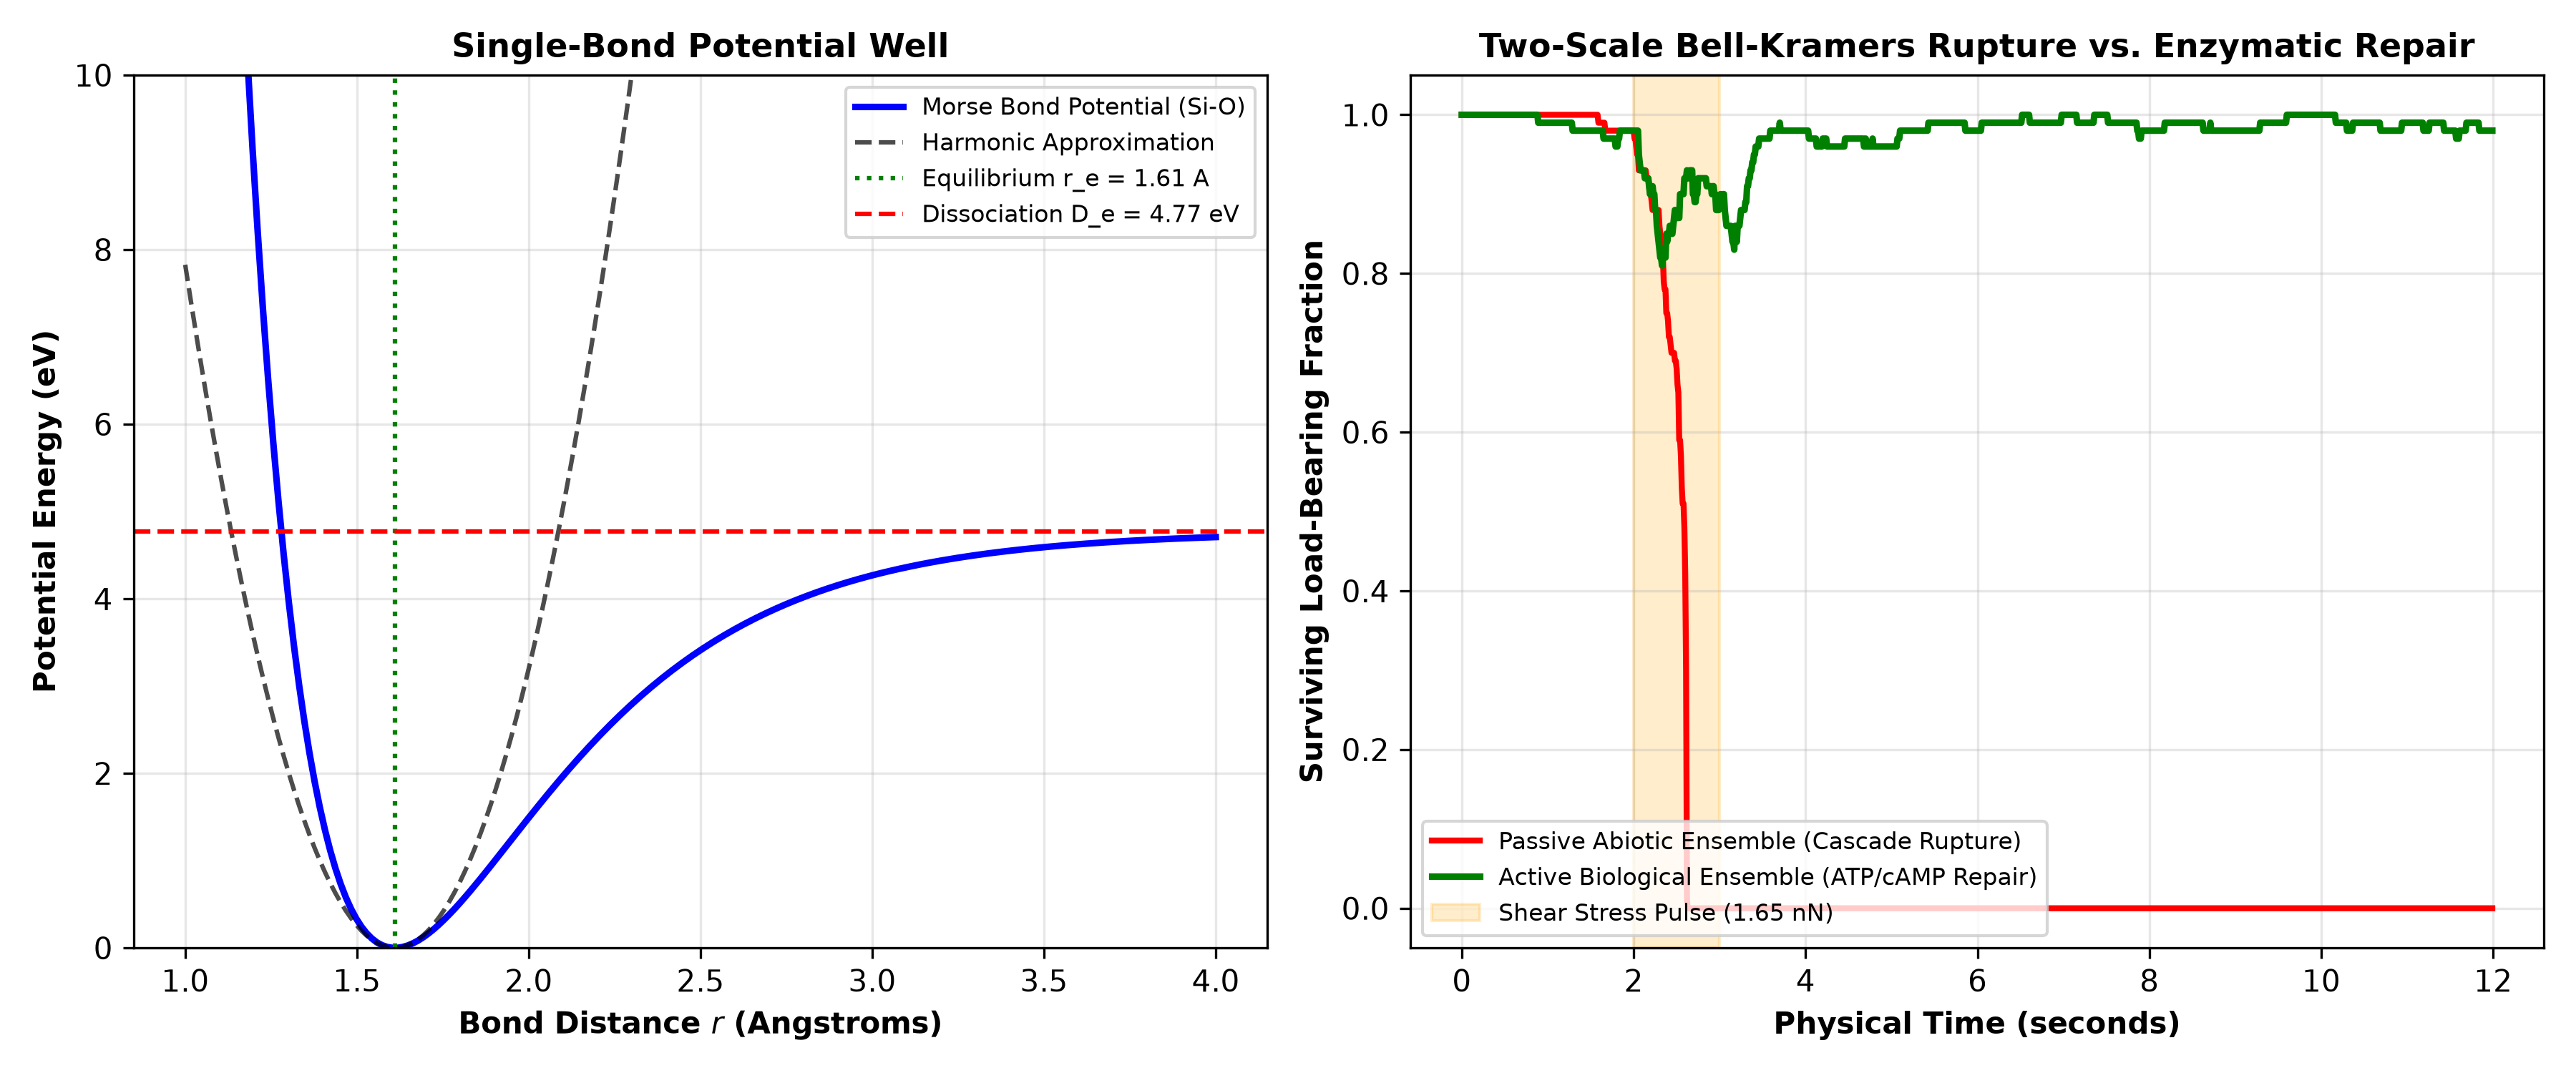 Single-Bond Potential Well
Potential Energy (eV)
10
8
6
4
2
0
Morse Bond Potential (Si-O)
Harmonic Approximation
Equilibrium r_e = 1.61 A
Dissociation D_e = 4.77 eV
1.0 1.5 2.0 2.5 3.0 3.5 4.0
Bond Distance r (Angstroms)
Two-Scale Bell-Kramers Rupture vs. Enzymatic Repair
Surviving Load-Bearing Fraction
1.0
0.8
0.6
0.4
0.2
0.0
Passive Abiotic Ensemble (Cascade Rupture)
Active Biological Ensemble (ATP/cAMP Repair)
Shear Stress Pulse (1.65 nN)
0 2 4 6 8 10 12
Physical Time (seconds)